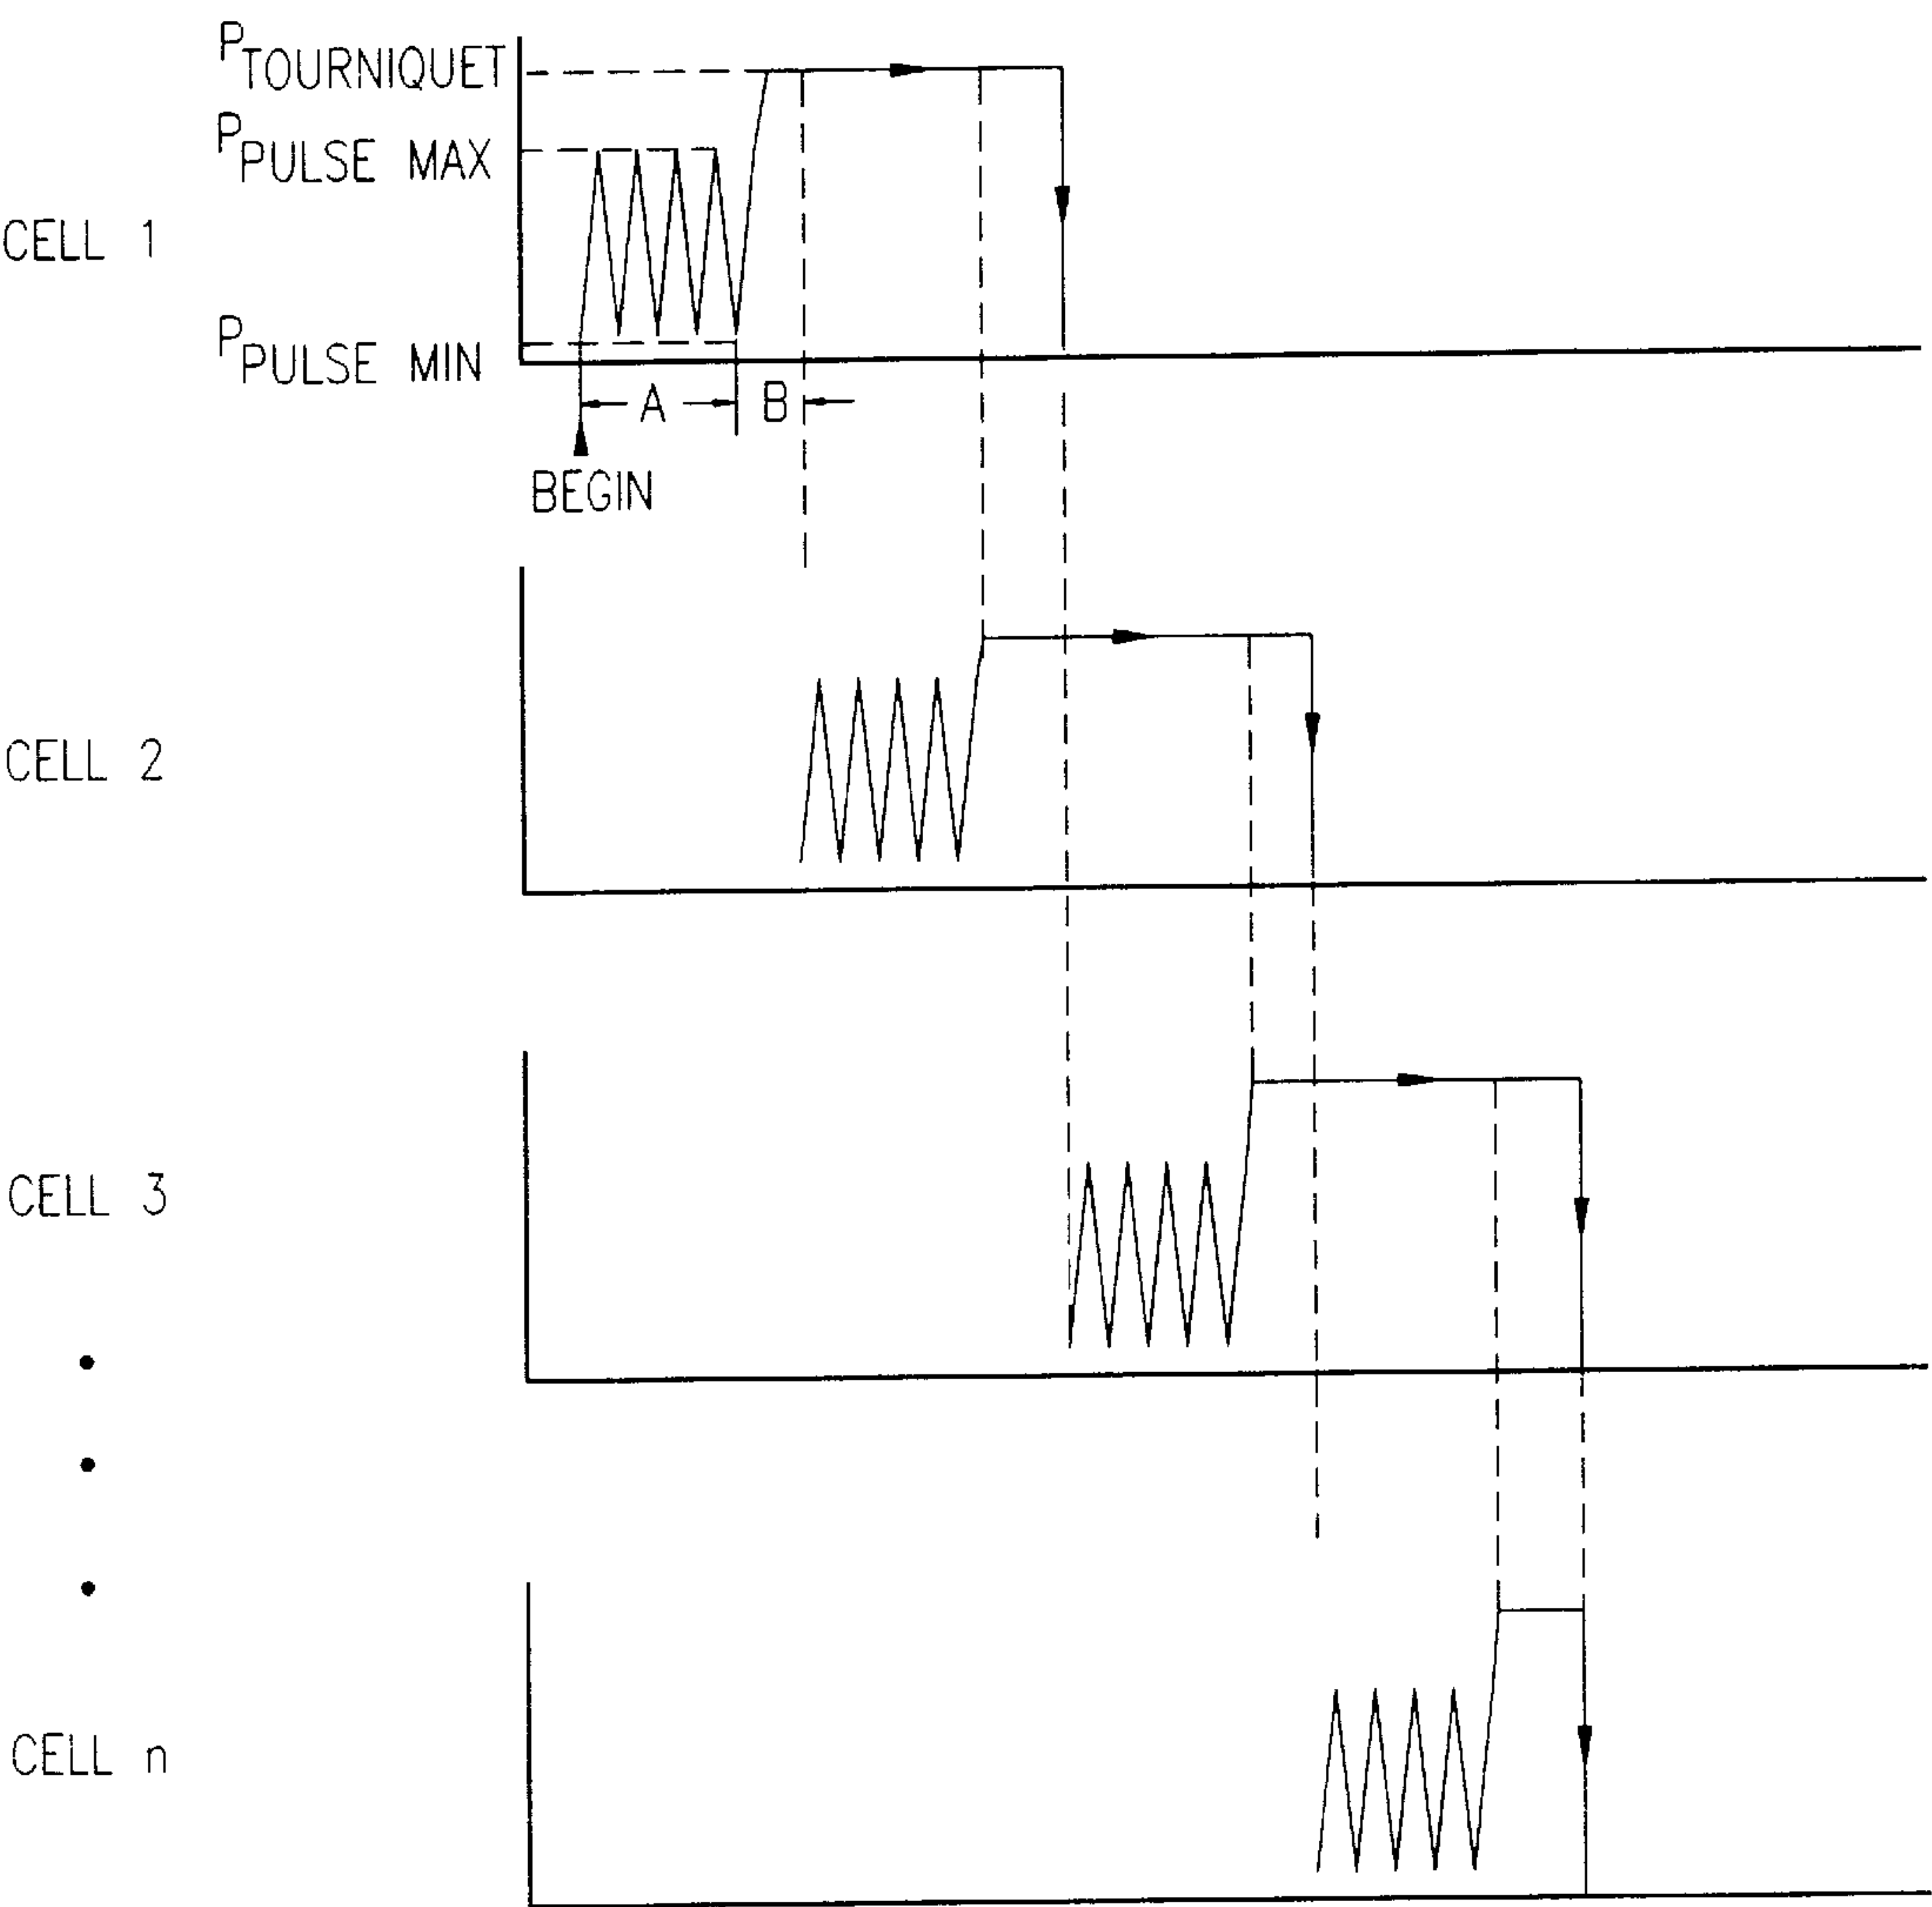 PTOURNIQUET
PPULSE MAX
CELL 1
PPULSE MIN
A B
BEGIN
CELL 2
CELL 3
CELL n